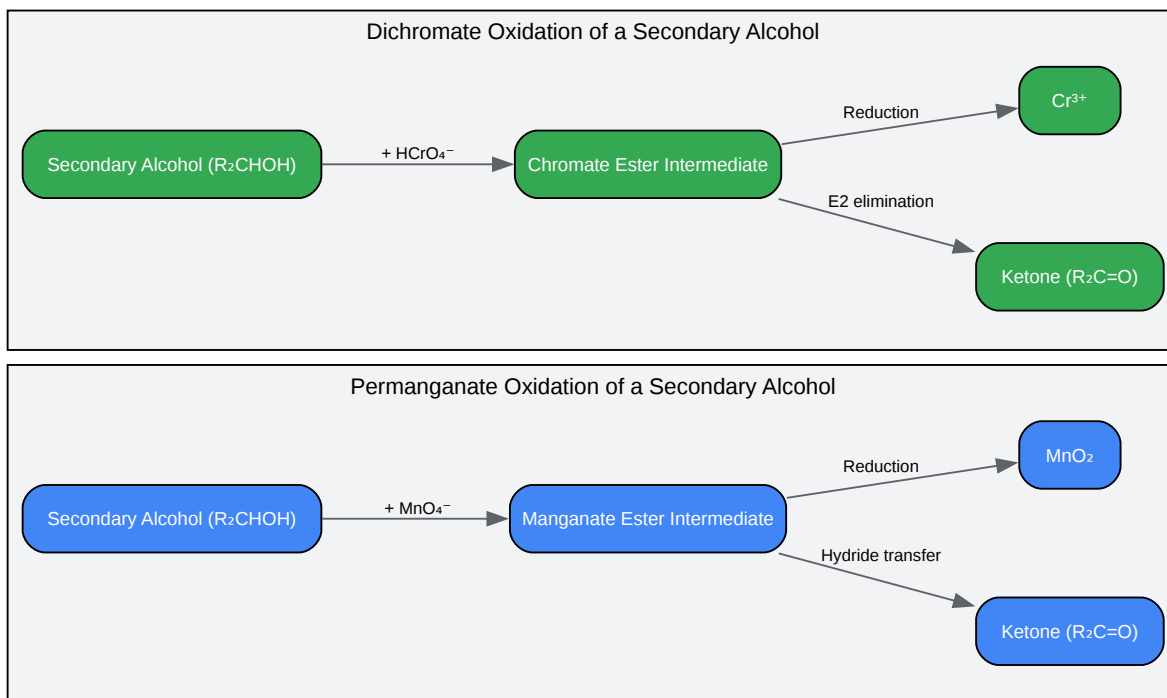 Dichromate Oxidation of a Secondary Alcohol
Cr³⁺
Reduction
Secondary Alcohol (R₂CHOH)
+ HCrO₄⁻
Chromate Ester Intermediate
E2 elimination
Ketone (R₂C=O)
Permanganate Oxidation of a Secondary Alcohol
MnO₂
Reduction
Secondary Alcohol (R₂CHOH)
+ MnO₄⁻
Manganate Ester Intermediate
Hydride transfer
Ketone (R₂C=O)